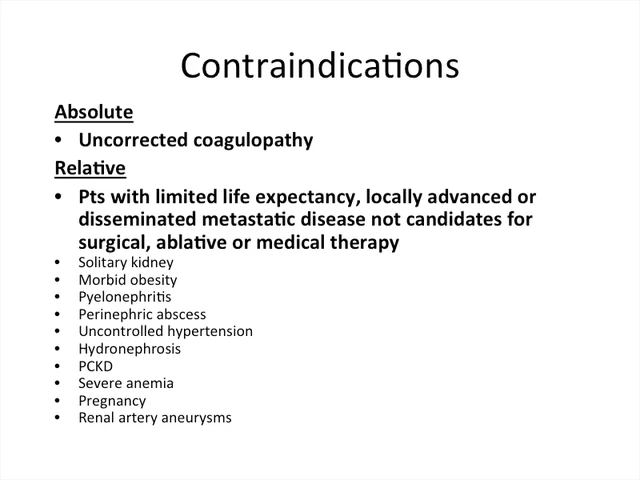 Contraindications
Absolute
• Uncorrected coagulopathy
Relative
• Pts with limited life expectancy, locally advanced or
disseminated metastatic disease not candidates for
surgical, ablative or medical therapy
• Solitary kidney
• Morbid obesity
• Pyelonephritis
• Perinephric abscess
• Uncontrolled hypertension
• Hydronephrosis
• PCKD
• Severe anemia
• Pregnancy
• Renal artery aneurysms